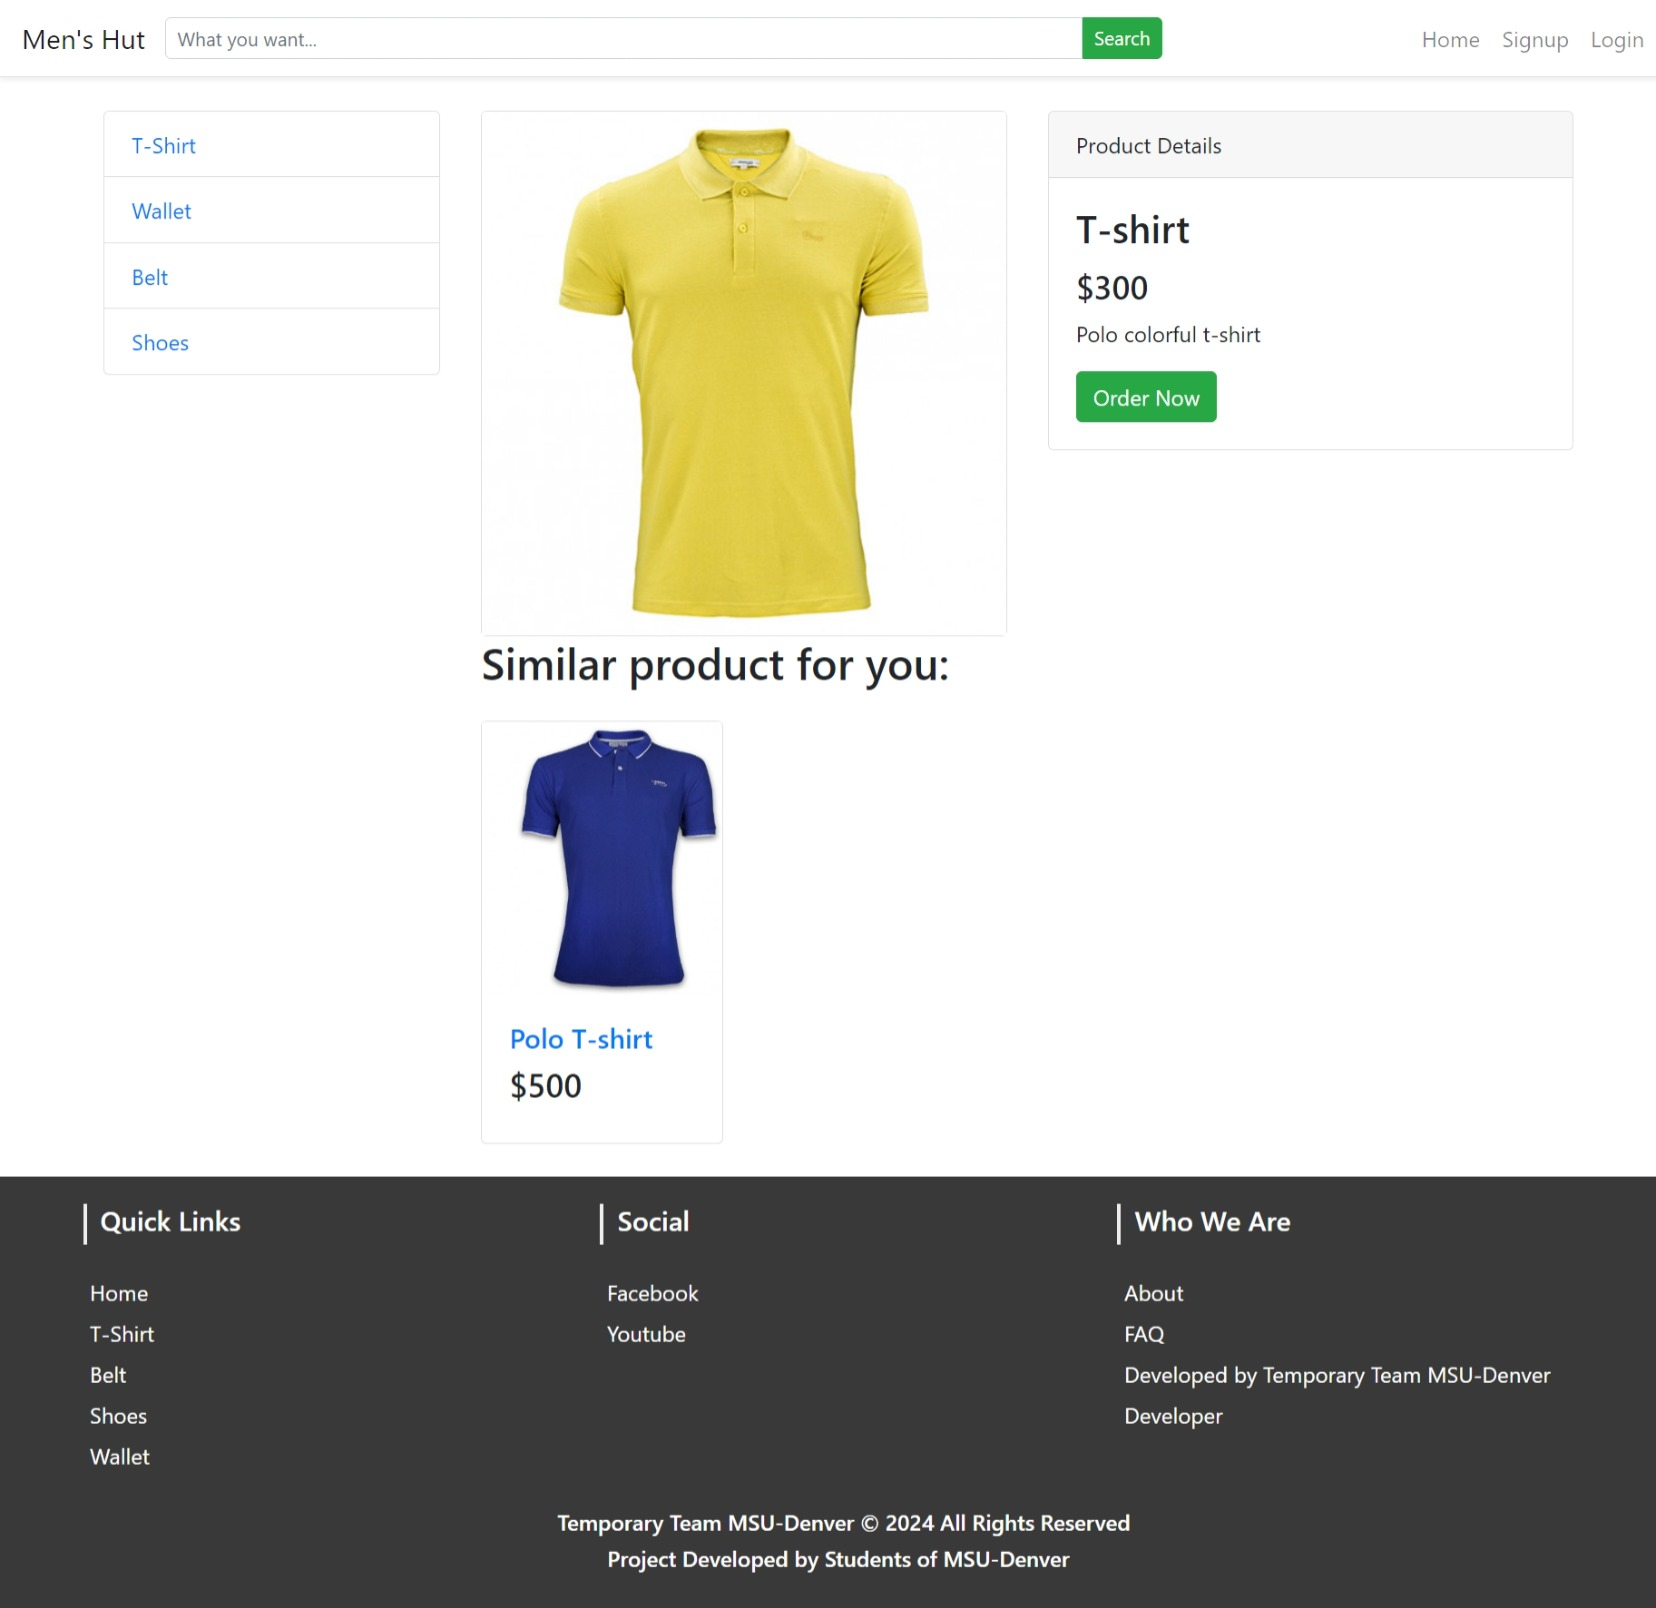 Men's Hut
What you want...
Search
Home
Signup
Login
T-Shirt
Wallet
Belt
Shoes
Product Details
T-shirt
$300
Polo colorful t-shirt
Order Now
Similar product for you:
Polo T-shirt
$500
Quick Links
Home
T-Shirt
Belt
Shoes
Wallet
Social
Facebook
Youtube
Who We Are
About
FAQ
Developed by Temporary Team MSU-Denver
Developer
Temporary Team MSU-Denver © 2024 All Rights Reserved
Project Developed by Students of MSU-Denver